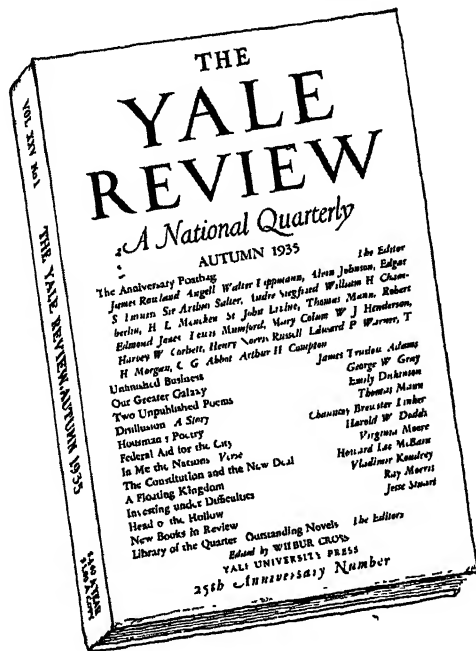 THE
YALE
REVIEW
A National Quarterly
AUTUMN 1935
The Anniversary Postbag The Editor
James Rowland Angell Walter Lippmann, Alvin Johnson, Edgar
S Furniss Sir Arthur Salter, Andre Siegfried William H Cham-
berlin, H L Mencken St John Ervine, Thomas Mann, Robert
Edmond Jones Lewis Mumford, Mary Colum W J Henderson,
Harvey W Corbett, Henry Norris Russell Edward P Warner, T
H Morgan, C G Abbot Arthur H Compton
Unfinished Business James Truslow Adams
Our Greater Galaxy George W Gray
Two Unpublished Poems Emily Dickinson
Disillusion A Story Thomas Mann
Housman s Poetry Chauncey Brewster Tinker
Federal Aid for the City Harold W Dodds
In Me the Nations Verse Virginia Moore
The Constitution and the New Deal Howard Lee McBain
A Floating Kingdom Vladimir Koudrey
Investing under Difficulties Ray Morris
Head o the Hollow Jesse Stuart
New Books in Review
Library of the Quarter Outstanding Novels The Editors
Edited by WILBUR CROSS
YALE UNIVERSITY PRESS
25th Anniversary Number
VOL XXV NO 1
THE YALE REVIEW/AUTUMN 1935